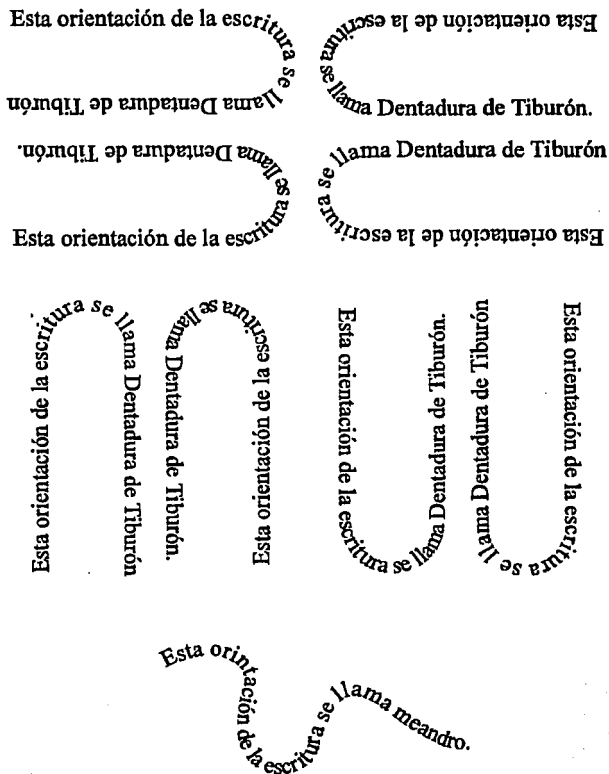 Esta orientación de la escritura se llama Dentadura de Tiburón
Esta orientación de la escritura se llama Dentadura de Tiburón.
Esta orientación de la escritura se llama Dentadura de Tiburón.
Esta orientación de la escritura se llama Dentadura de Tiburón
Esta orientación de la escritura se llama Dentadura de Tiburón
Esta orientación de la escritura se llama Dentadura de Tiburón.
Esta orientación de la escritura se llama Dentadura de Tiburón.
Esta orientación de la escritura se llama Dentadura de Tiburón
Esta orintación de la escritura se llama meandro.